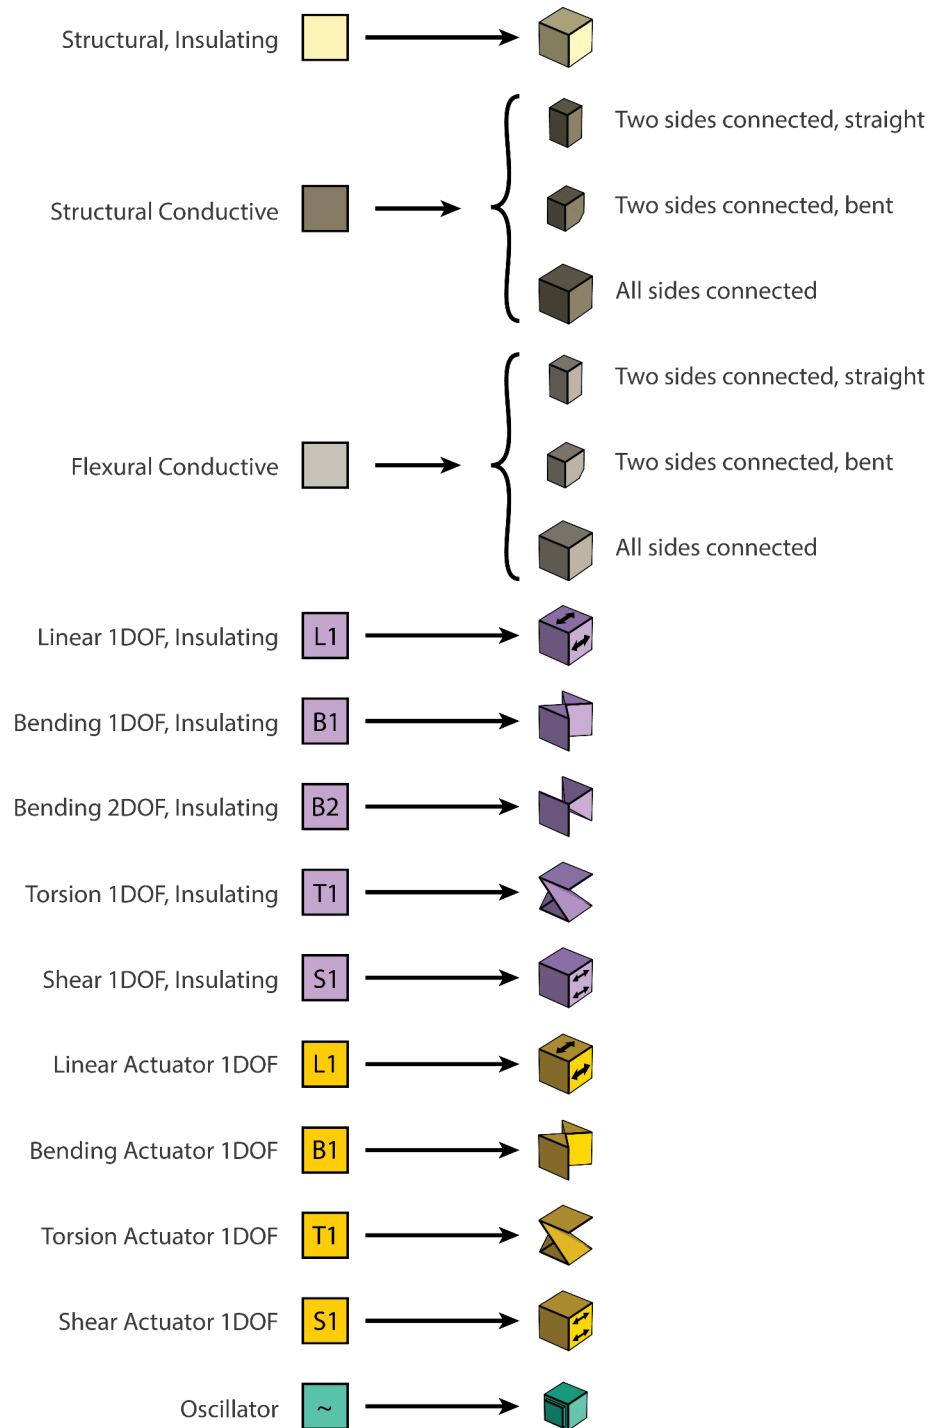 Structural, Insulating
Two sides connected, straight
Structural Conductive
Two sides connected, bent
All sides connected
Two sides connected, straight
Flexural Conductive
Two sides connected, bent
All sides connected
Linear 1DOF, Insulating L1
Bending 1DOF, Insulating B1
Bending 2DOF, Insulating B2
Torsion 1DOF, Insulating T1
Shear 1DOF, Insulating S1
Linear Actuator 1DOF L1
Bending Actuator 1DOF B1
Torsion Actuator 1DOF T1
Shear Actuator 1DOF S1
Oscillator ~